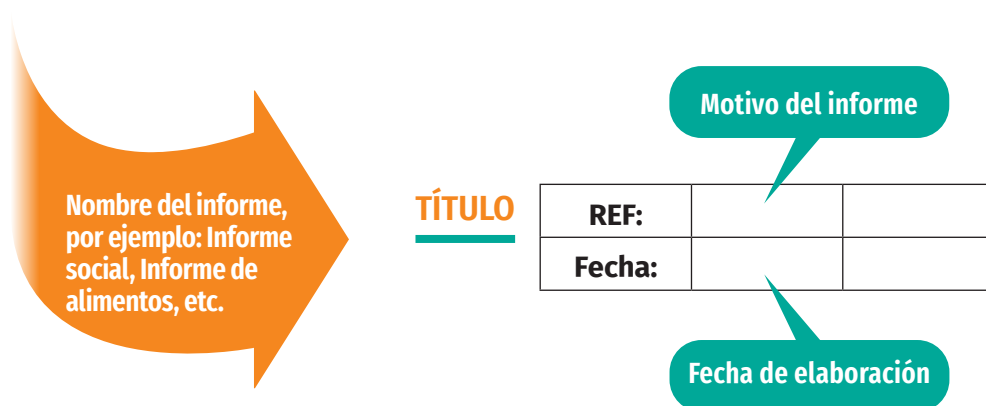 Motivo del informe
Nombre del informe,
por ejemplo: Informe
social, Informe de
alimentos, etc.
TÍTULO
REF:
Fecha:
Fecha de elaboración